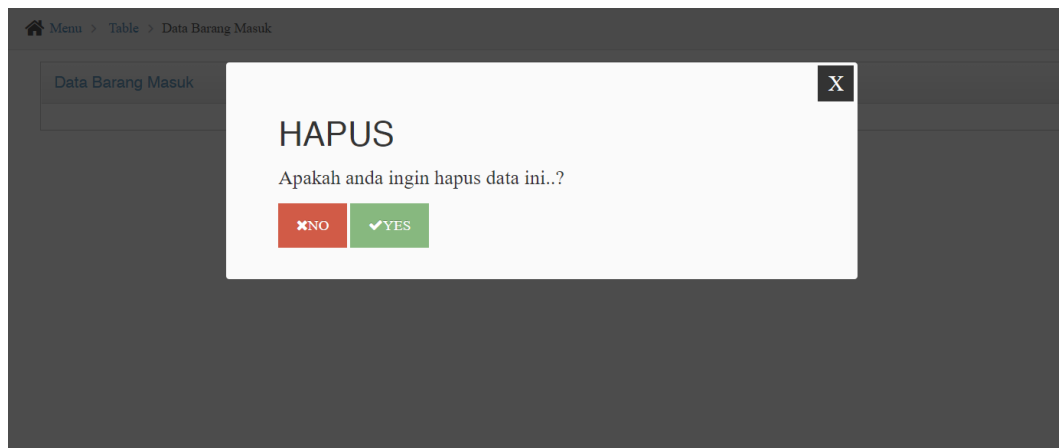 Menu > Table > Data Barang Masuk
Data Barang Masuk
X
HAPUS
Apakah anda ingin hapus data ini..?
NO YES